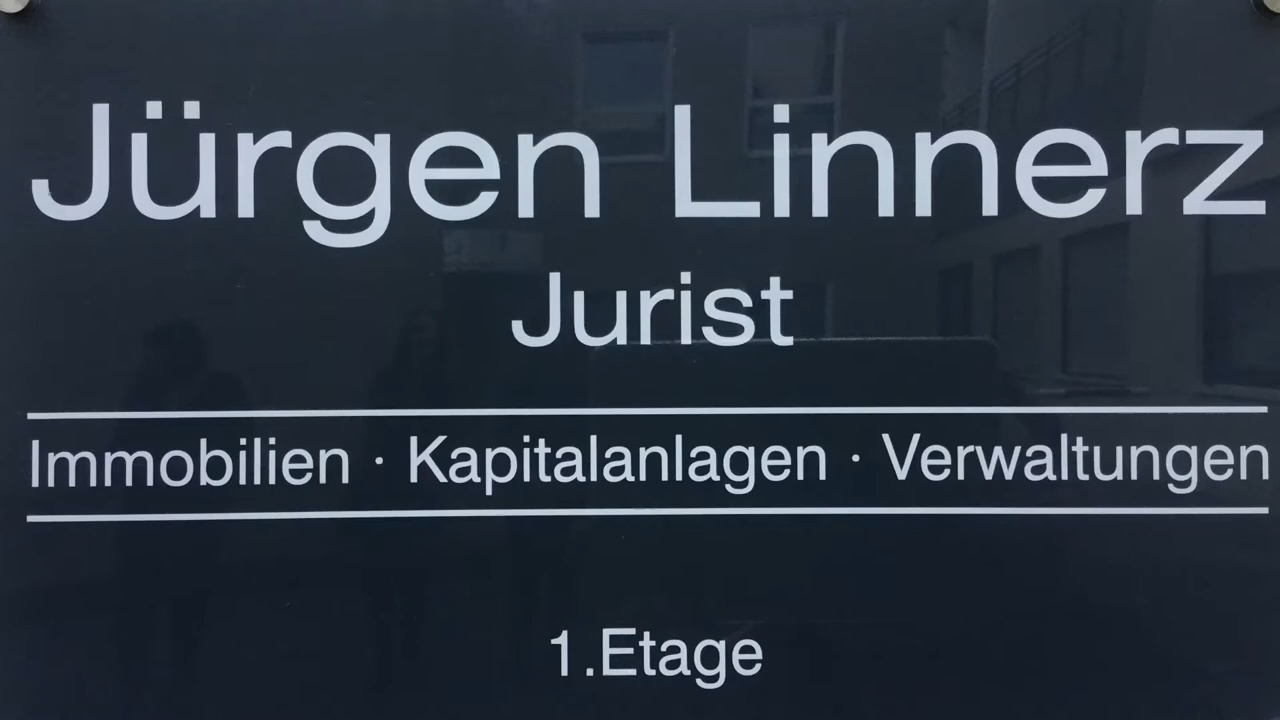 Jürgen Linnerz
Jurist
Immobilien · Kapitalanlagen · Verwaltungen
1.Etage